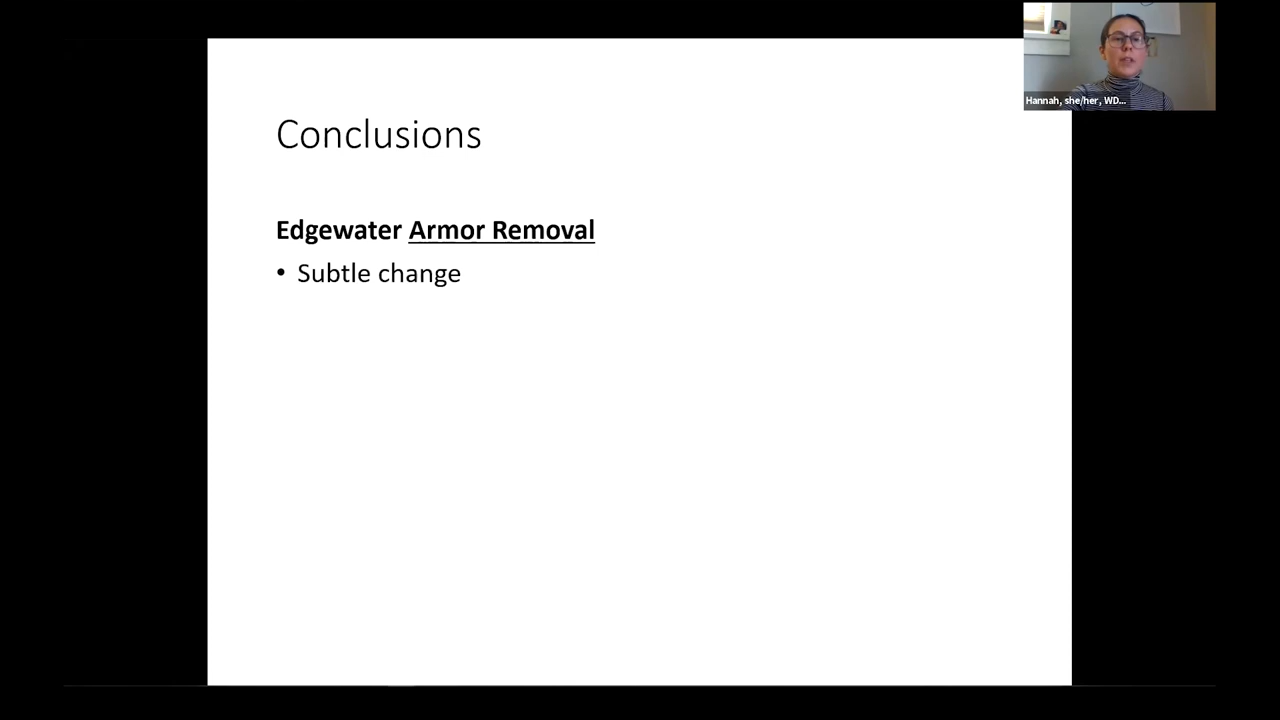 Conclusions
Edgewater Armor Removal
• Subtle change
Hannah, she/her, WD...